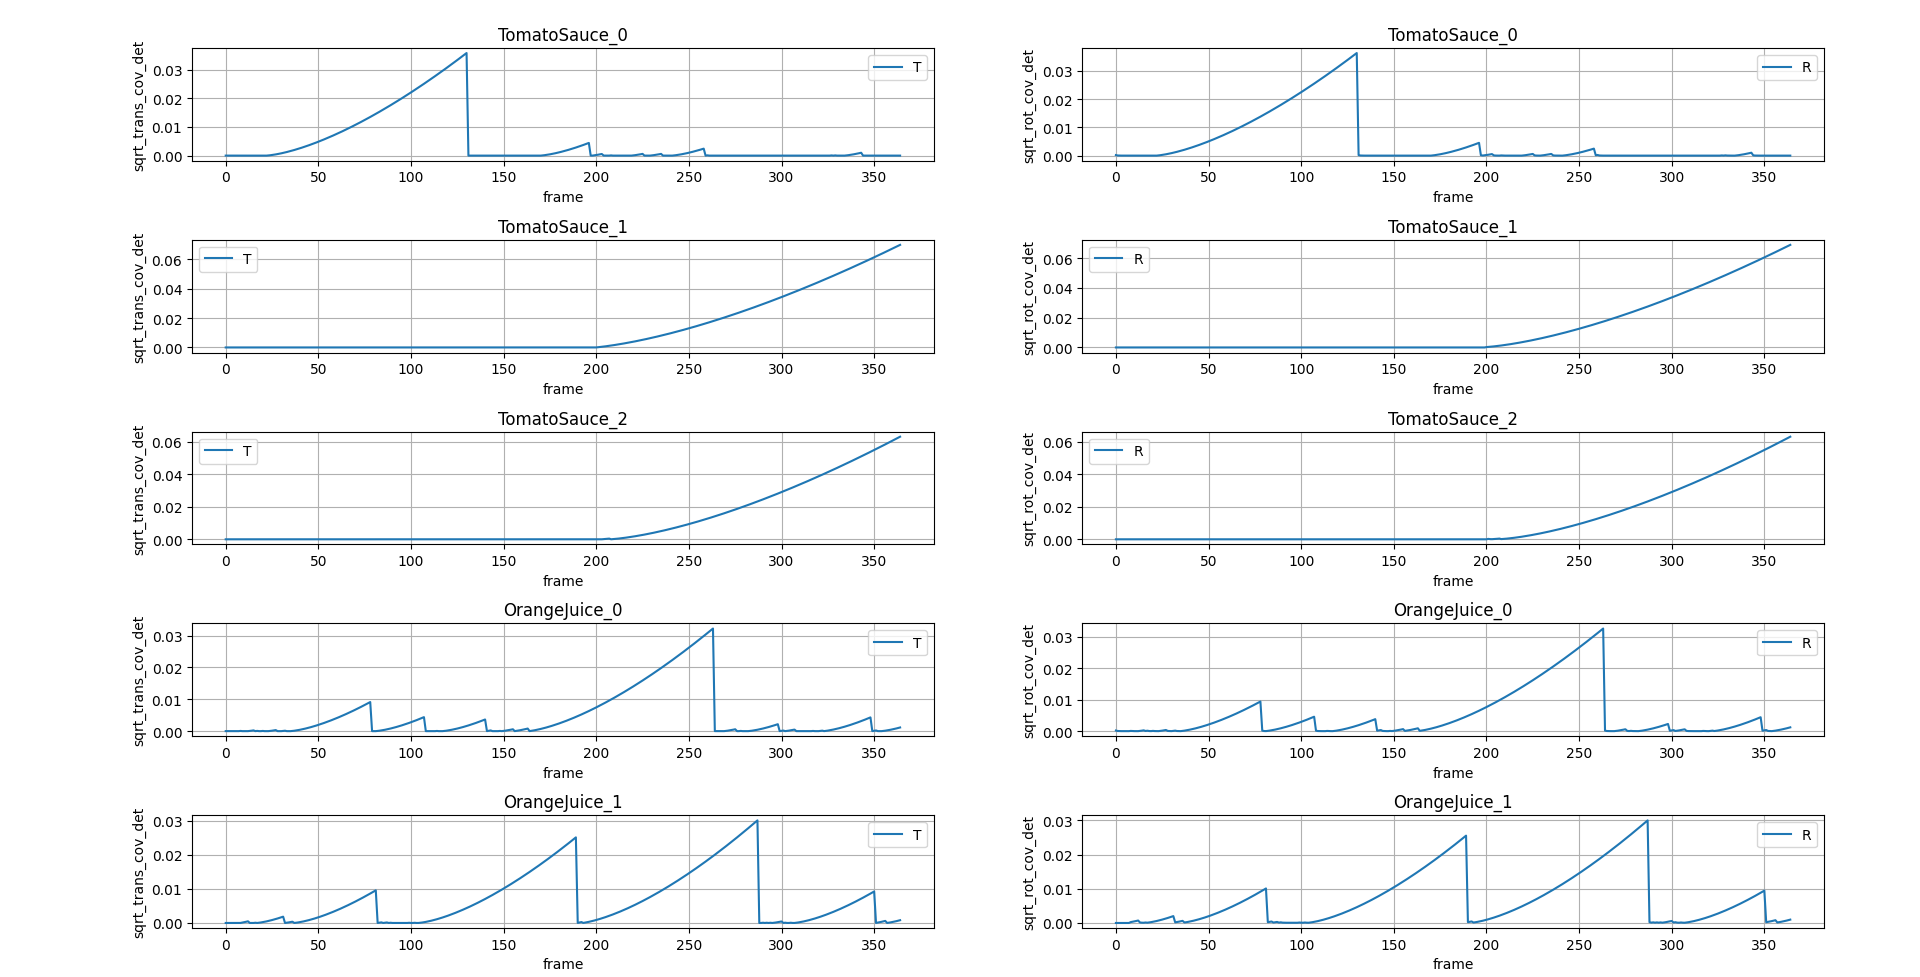 TomatoSauce_0
sqrt_trans_cov_det
0.03
0.02
0.01
0.00
T
0 50 100 150 200 250 300 350
frame
TomatoSauce_0
sqrt_rot_cov_det
0.03
0.02
0.01
0.00
R
0 50 100 150 200 250 300 350
frame
TomatoSauce_1
sqrt_trans_cov_det
0.06
0.04
0.02
0.00
T
0 50 100 150 200 250 300 350
frame
TomatoSauce_1
sqrt_rot_cov_det
0.06
0.04
0.02
0.00
R
0 50 100 150 200 250 300 350
frame
TomatoSauce_2
sqrt_trans_cov_det
0.06
0.04
0.02
0.00
T
0 50 100 150 200 250 300 350
frame
TomatoSauce_2
sqrt_rot_cov_det
0.06
0.04
0.02
0.00
R
0 50 100 150 200 250 300 350
frame
OrangeJuice_0
sqrt_trans_cov_det
0.03
0.02
0.01
0.00
T
0 50 100 150 200 250 300 350
frame
OrangeJuice_0
sqrt_rot_cov_det
0.03
0.02
0.01
0.00
R
0 50 100 150 200 250 300 350
frame
OrangeJuice_1
sqrt_trans_cov_det
0.03
0.02
0.01
0.00
T
0 50 100 150 200 250 300 350
frame
OrangeJuice_1
sqrt_rot_cov_det
0.03
0.02
0.01
0.00
R
0 50 100 150 200 250 300 350
frame